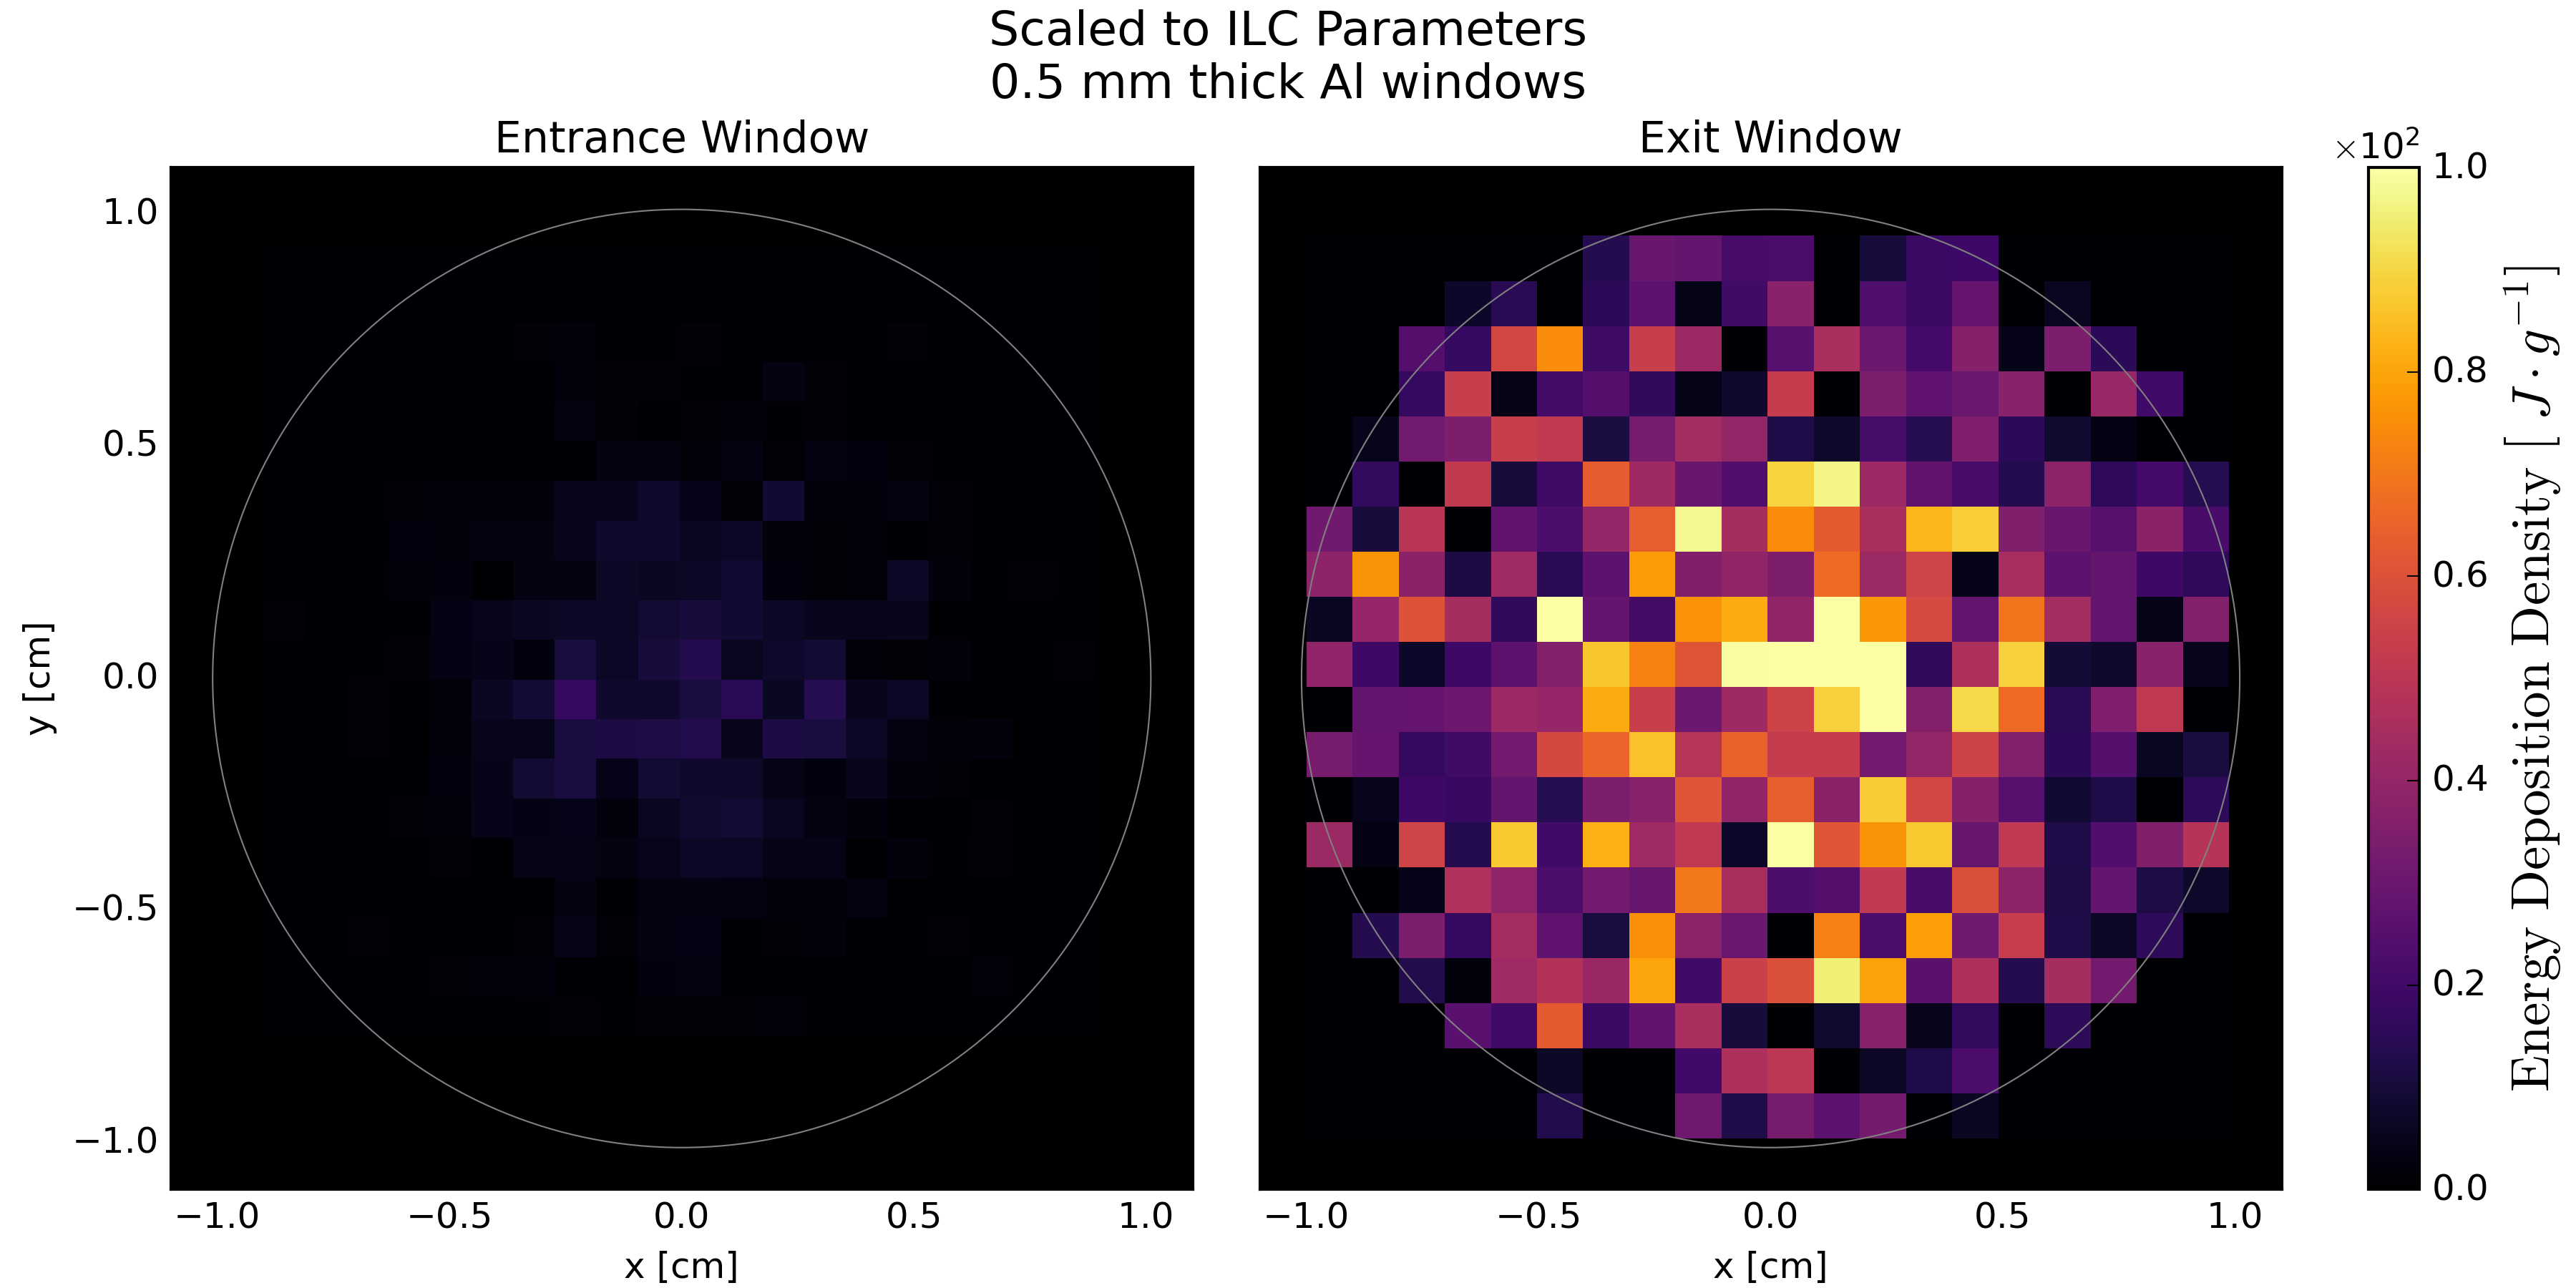 Scaled to ILC Parameters
0.5 mm thick Al windows
Entrance Window
Exit Window
×10²
1.0
0.5
0.0
−0.5
−1.0
y [cm]
−1.0 −0.5 0.0 0.5 1.0
x [cm]
−1.0 −0.5 0.0 0.5 1.0
x [cm]
1.0
0.8
0.6
0.4
0.2
0.0
Energy Deposition Density [ J · g⁻¹]